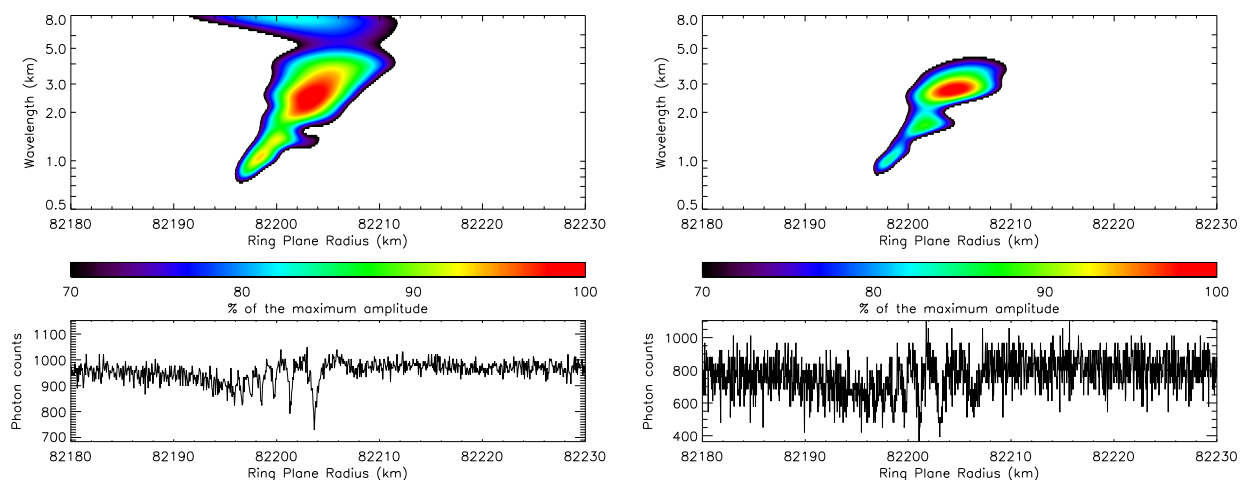 8.0
5.0
3.0
2.0
1.0
0.5
Wavelength (km)
82180 82190 82200 82210 82220 82230
Ring Plane Radius (km)
70 80 90 100
% of the maximum amplitude
1100
1000
900
800
700
Photon counts
82180 82190 82200 82210 82220 82230
Ring Plane Radius (km)
8.0
5.0
3.0
2.0
1.0
0.5
Wavelength (km)
82180 82190 82200 82210 82220 82230
Ring Plane Radius (km)
70 80 90 100
% of the maximum amplitude
1000
800
600
400
Photon counts
82180 82190 82200 82210 82220 82230
Ring Plane Radius (km)